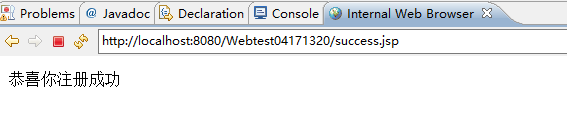 Problems @ Javadoc Declaration Console Internal Web Browser
http://localhost:8080/Webtest04171320/success.jsp
恭喜你注册成功